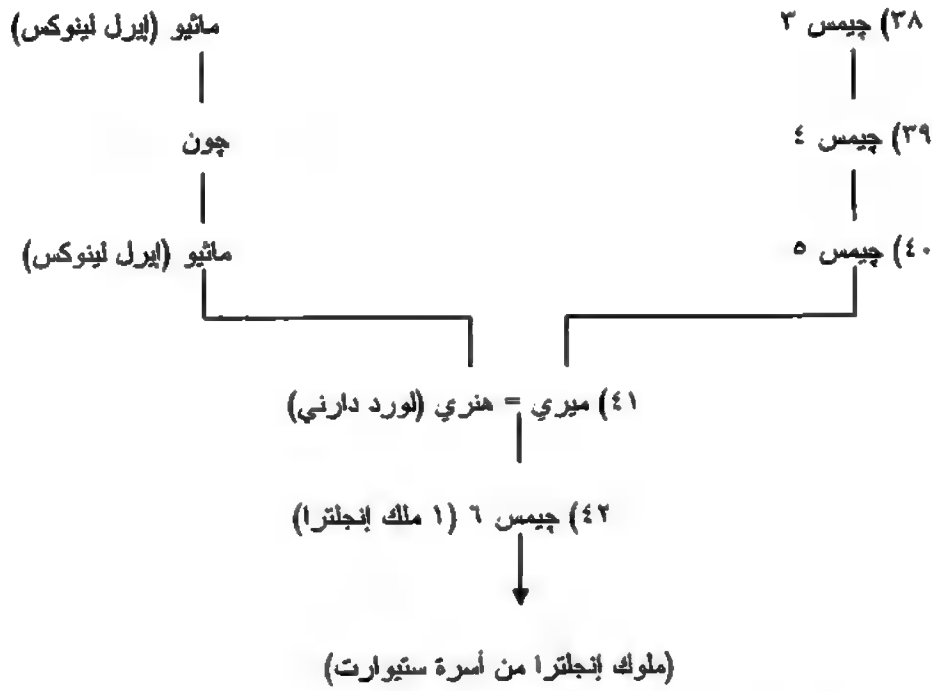 ٣٨) چيمس ٣
ماثيو (إيرل لينوكس)
٣٩) چيمس ٤
چون
٤٠) چيمس ٥
ماثيو (إيرل لينوكس)
٤١) ميري = هنري (لورد دارني)
٤٢) چيمس ٦ (١ ملك إنجلترا)
(ملوك إنجلترا من أسرة ستيوارت)